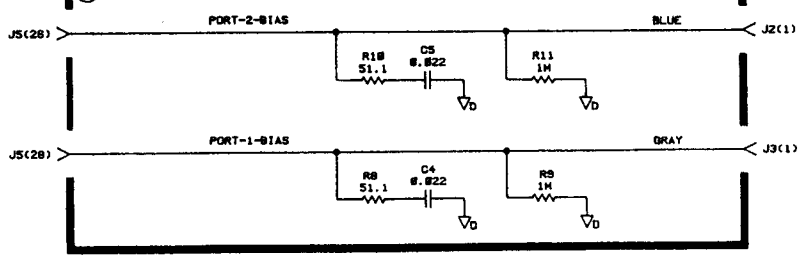 PORT-2-BIAS
BLUE
J5(28)
J2(1)
R10
51.1
C5
0.022
R11
1M
D
D
PORT-1-BIAS
GRAY
J5(28)
J3(1)
R8
51.1
C4
0.022
R9
1M
D
D